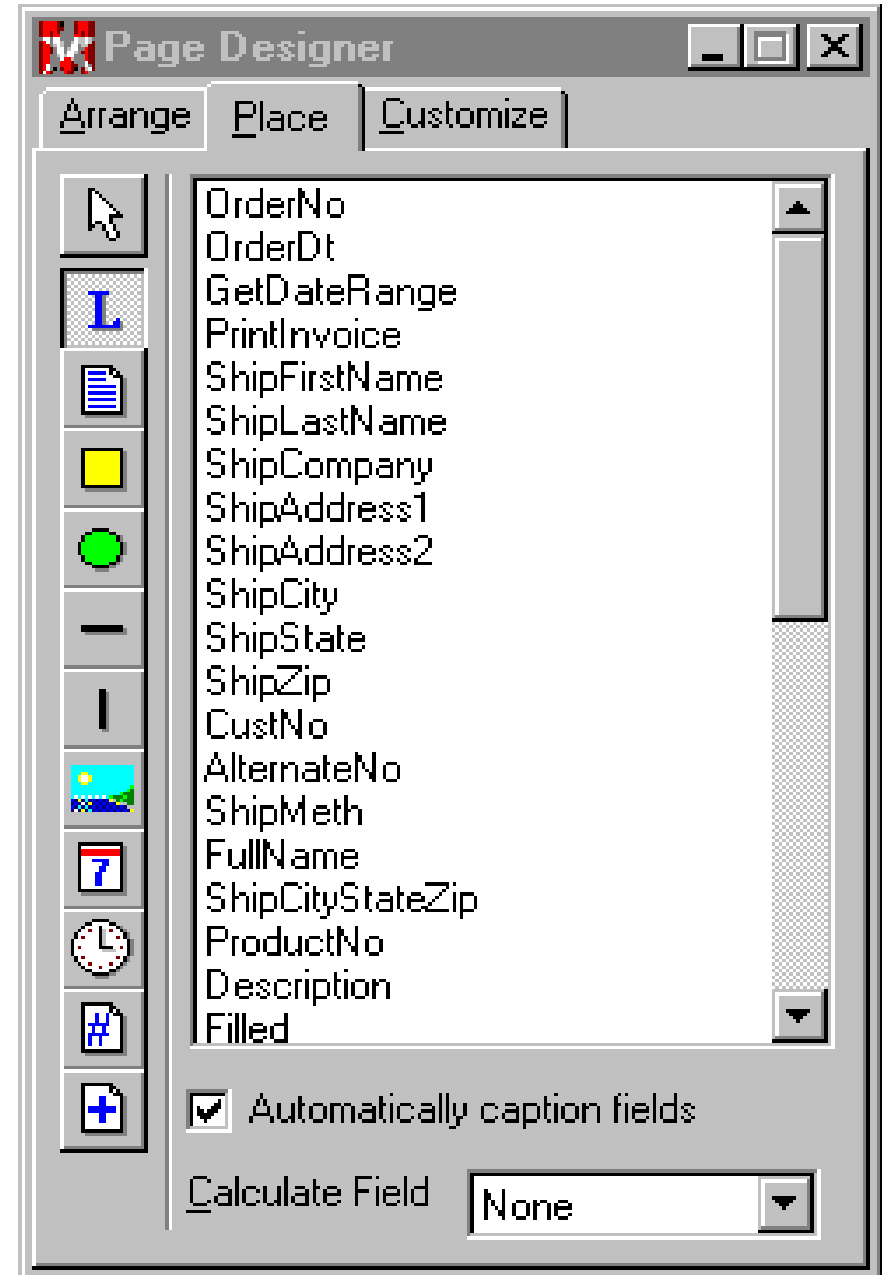 Page Designer
Arrange Place Customize
OrderNo
OrderDt
GetDateRange
PrintInvoice
ShipFirstName
ShipLastName
ShipCompany
ShipAddress1
ShipAddress2
ShipCity
ShipState
ShipZip
CustNo
AlternateNo
ShipMeth
FullName
ShipCityStateZip
ProductNo
Description
Filled
L
7
#
Automatically caption fields
Calculate Field None